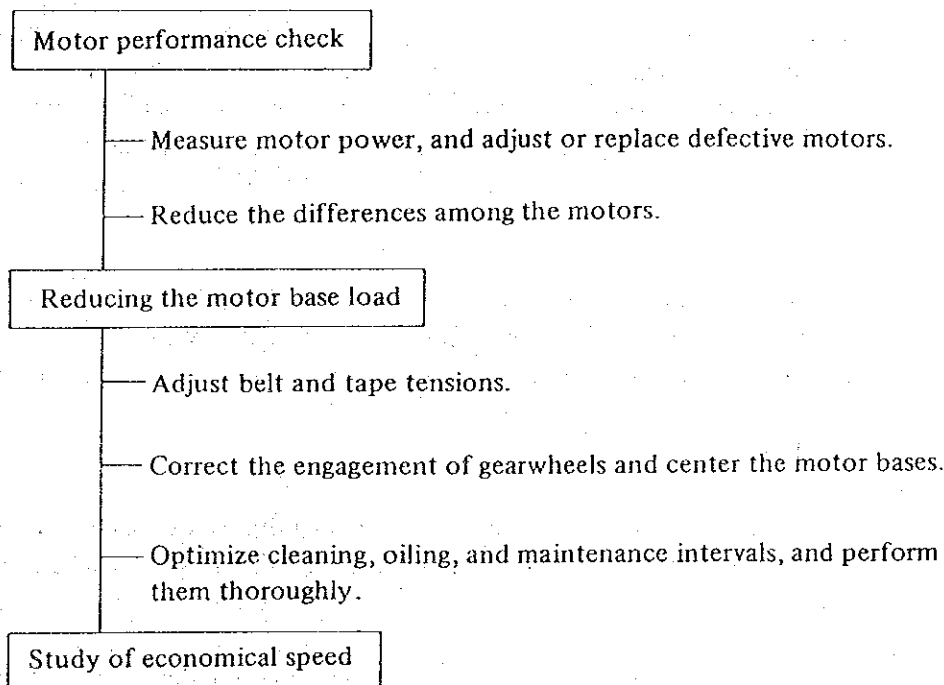 Motor performance check
Measure motor power, and adjust or replace defective motors.
Reduce the differences among the motors.
Reducing the motor base load
Adjust belt and tape tensions.
Correct the engagement of gearwheels and center the motor bases.
Optimize cleaning, oiling, and maintenance intervals, and perform
them thoroughly.
Study of economical speed